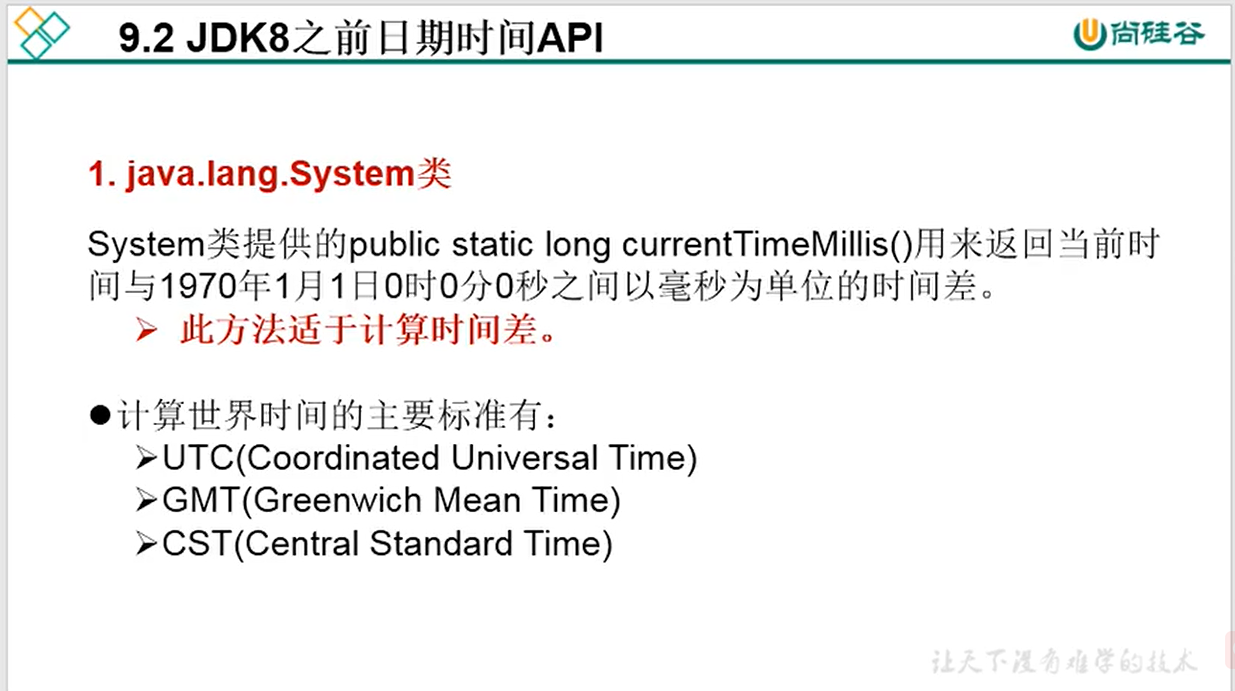 9.2 JDK8之前日期时间API
尚硅谷
1. java.lang.System类
System类提供的public static long currentTimeMillis()用来返回当前时
间与1970年1月1日0时0分0秒之间以毫秒为单位的时间差。
➢ 此方法适于计算时间差。
●计算世界时间的主要标准有：
➢UTC(Coordinated Universal Time)
➢GMT(Greenwich Mean Time)
➢CST(Central Standard Time)
让天下没有难学的技术